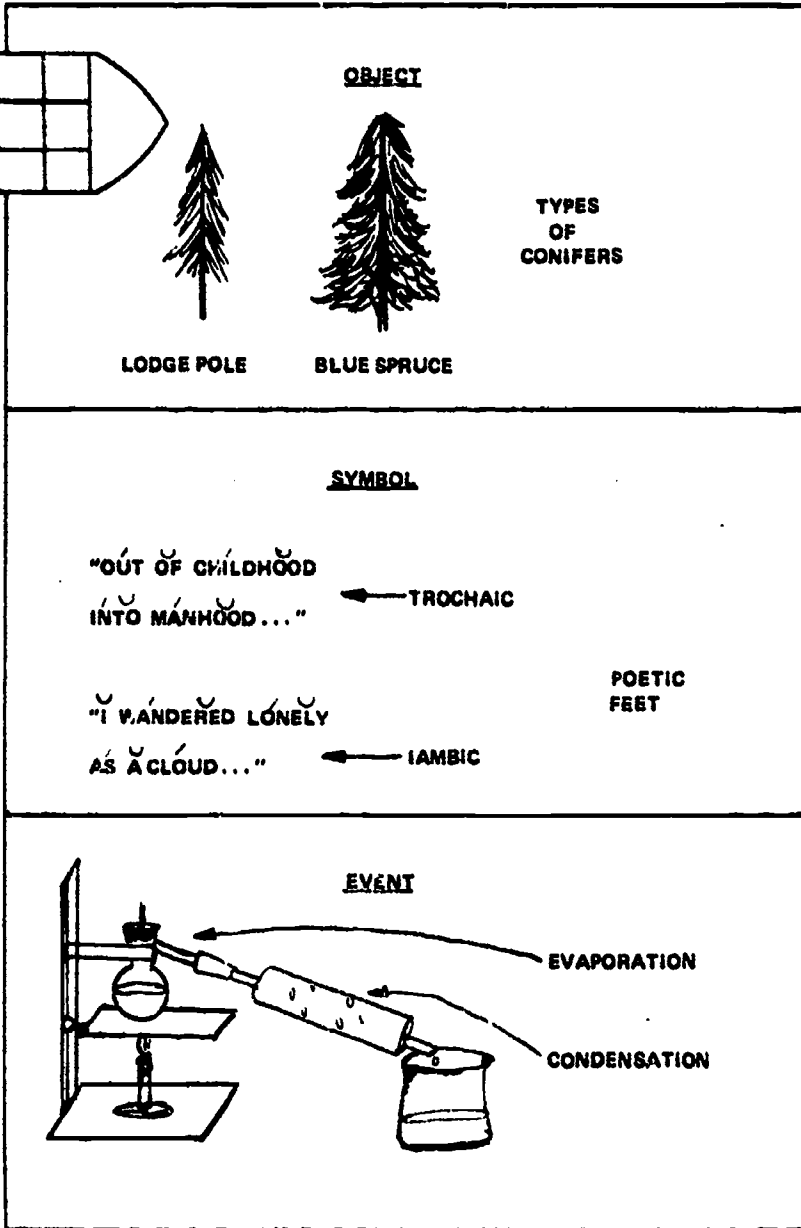 OBJECT
TYPES
OF
CONIFERS
LODGE POLE BLUE SPRUCE
SYMBOL
"OUT OF CHILDHOOD
INTO MANHOOD..."
TROCHAIC
"I WANDERED LONELY
AS A CLOUD..."
IAMBIC
POETIC
FEET
EVENT
EVAPORATION
CONDENSATION